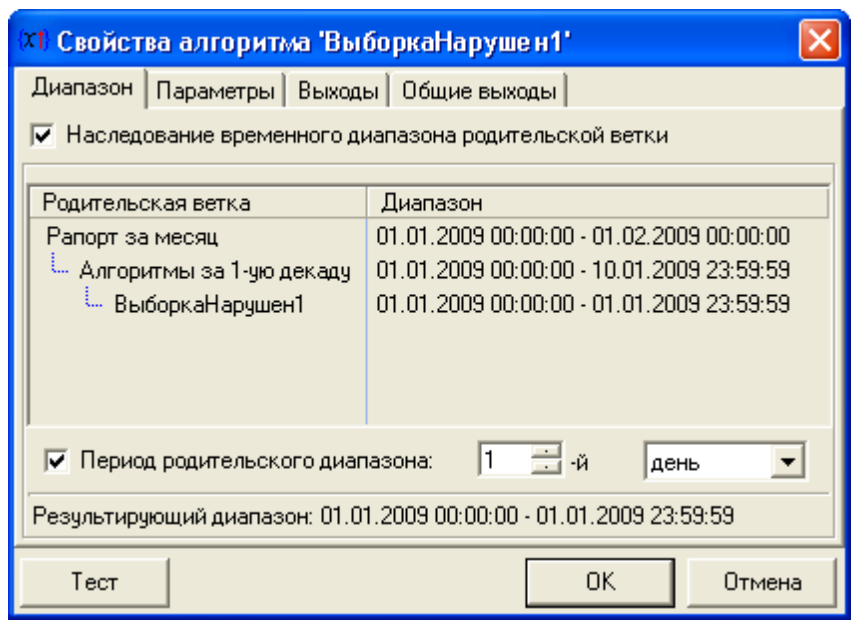 Свойства алгоритма 'ВыборкаНарушен1'
Диапазон Параметры Выходы Общие выходы
Наследование временного диапазона родительской ветки
Родительская ветка Диапазон
Рапорт за месяц 01.01.2009 00:00:00 - 01.02.2009 00:00:00
Алгоритмы за 1-ую декаду 01.01.2009 00:00:00 - 10.01.2009 23:59:59
ВыборкаНарушен1 01.01.2009 00:00:00 - 01.01.2009 23:59:59
Период родительского диапазона: 1 -й день
Результирующий диапазон: 01.01.2009 00:00:00 - 01.01.2009 23:59:59
Тест OK Отмена